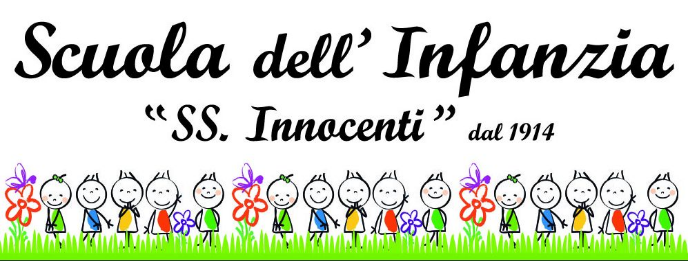 Scuola dell' Infanzia
“SS. Innocenti” dal 1914